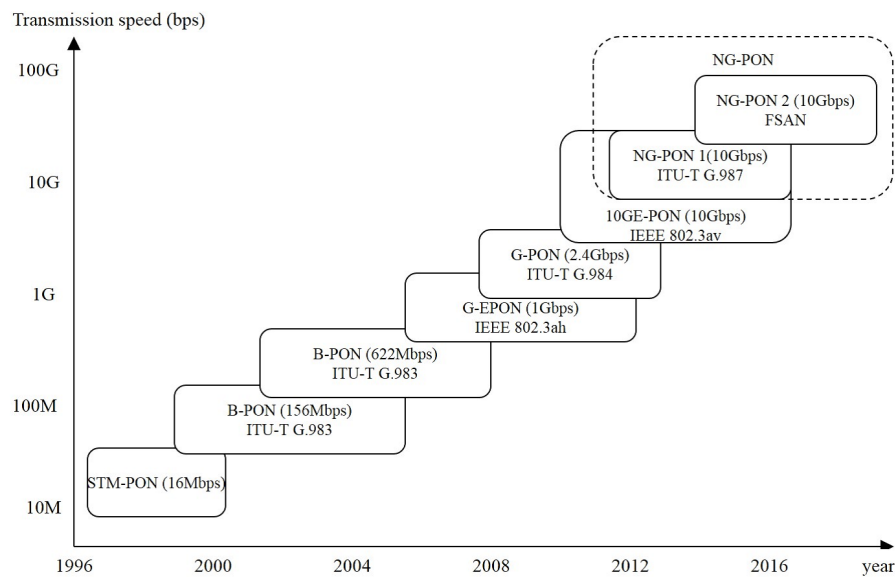 Transmission speed (bps)
100G
10G
1G
100M
10M
NG-PON
NG-PON 2 (10Gbps)
FSAN
NG-PON 1(10Gbps)
ITU-T G.987
10GE-PON (10Gbps)
IEEE 802.3av
G-PON (2.4Gbps)
ITU-T G.984
G-EPON (1Gbps)
IEEE 802.3ah
B-PON (622Mbps)
ITU-T G.983
B-PON (156Mbps)
ITU-T G.983
STM-PON (16Mbps)
1996 2000 2004 2008 2012 2016 year